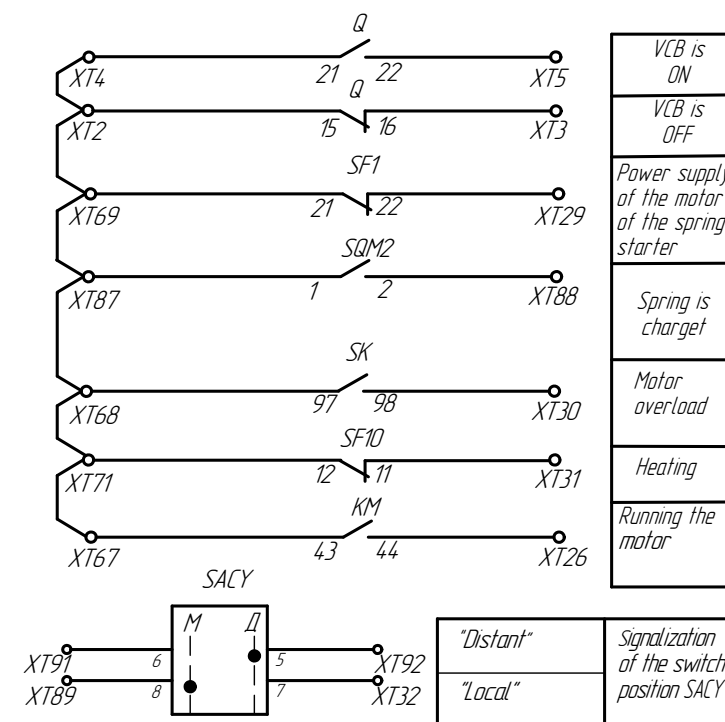 Q
XT4 21 22 XT5
VCB is
ON
Q
XT2 15 16 XT3
VCB is
OFF
SF1
XT69 21 22 XT29
Power supply
of the motor
of the spring
starter
SQM2
XT87 1 2 XT88
Spring is
charget
SK
XT68 97 98 XT30
Motor
overload
SF10
XT71 12 11 XT31
Heating
KM
XT67 43 44 XT26
Running the
motor
SACY
М Д
XT91 6 5 XT92
XT89 8 7 XT32
"Distant"
"Local"
Signalization
of the switch
position SACY